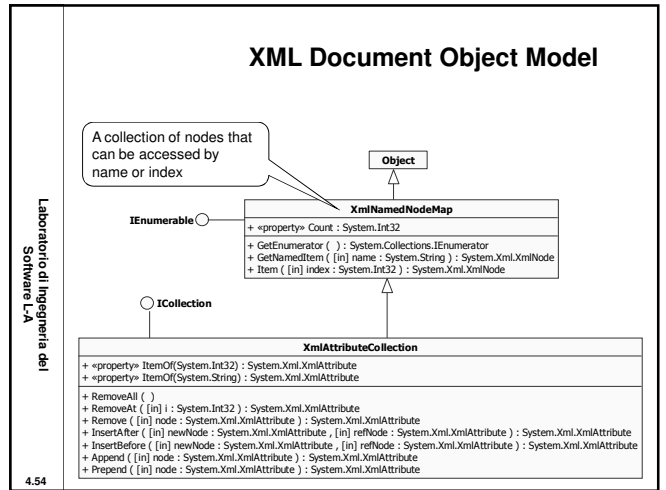 XML Document Object Model
A collection of nodes that
can be accessed by
name or index
Object
IEnumerable
XmlNamedNodeMap
+ «property» Count : System.Int32
+ GetEnumerator ( ) : System.Collections.IEnumerator
+ GetNamedItem ( [in] name : System.String ) : System.Xml.XmlNode
+ Item ( [in] index : System.Int32 ) : System.Xml.XmlNode
ICollection
XmlAttributeCollection
+ «property» ItemOf(System.Int32) : System.Xml.XmlAttribute
+ «property» ItemOf(System.String) : System.Xml.XmlAttribute
+ RemoveAll ( )
+ RemoveAt ( [in] i : System.Int32 ) : System.Xml.XmlAttribute
+ Remove ( [in] node : System.Xml.XmlAttribute ) : System.Xml.XmlAttribute
+ InsertAfter ( [in] newNode : System.Xml.XmlAttribute , [in] refNode : System.Xml.XmlAttribute ) : System.Xml.XmlAttribute
+ InsertBefore ( [in] newNode : System.Xml.XmlAttribute , [in] refNode : System.Xml.XmlAttribute ) : System.Xml.XmlAttribute
+ Append ( [in] node : System.Xml.XmlAttribute ) : System.Xml.XmlAttribute
+ Prepend ( [in] node : System.Xml.XmlAttribute ) : System.Xml.XmlAttribute
Laboratorio di Ingegneria del
Software L-A
4.54